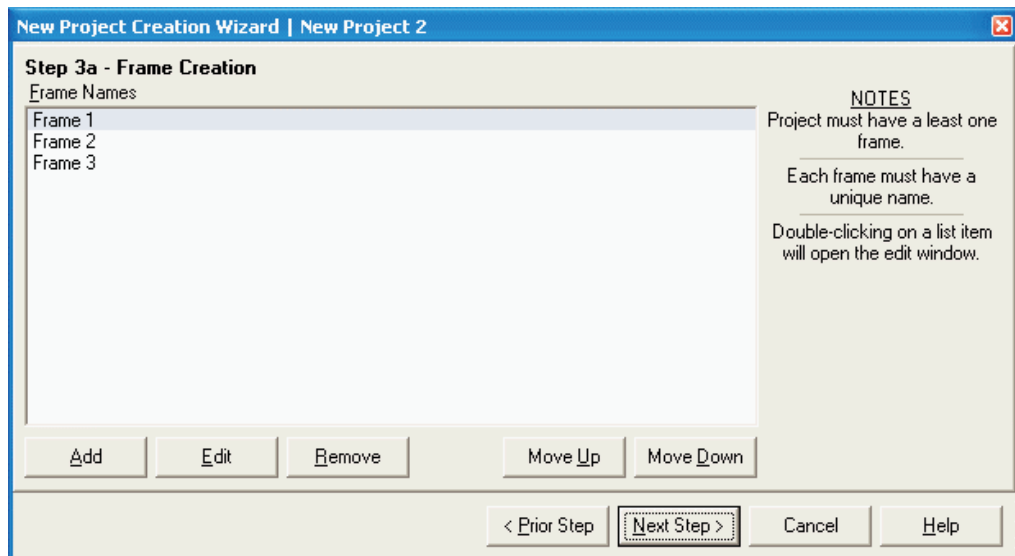 New Project Creation Wizard | New Project 2
Step 3a - Frame Creation
Frame Names
Frame 1
Frame 2
Frame 3
NOTES
Project must have a least one
frame.
Each frame must have a
unique name.
Double-clicking on a list item
will open the edit window.
Add Edit Remove Move Up Move Down
< Prior Step Next Step > Cancel Help